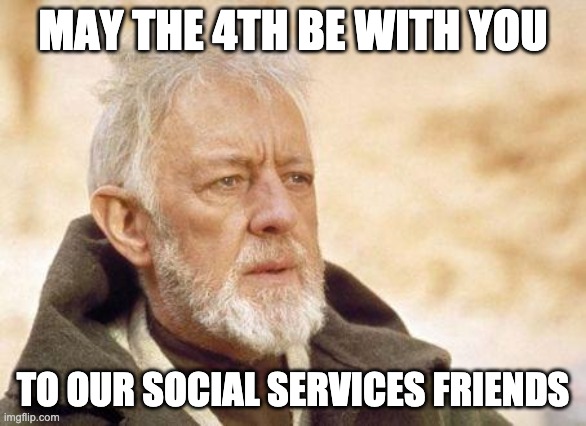 MAY THE 4TH BE WITH YOU
TO OUR SOCIAL SERVICES FRIENDS
imgflip.com